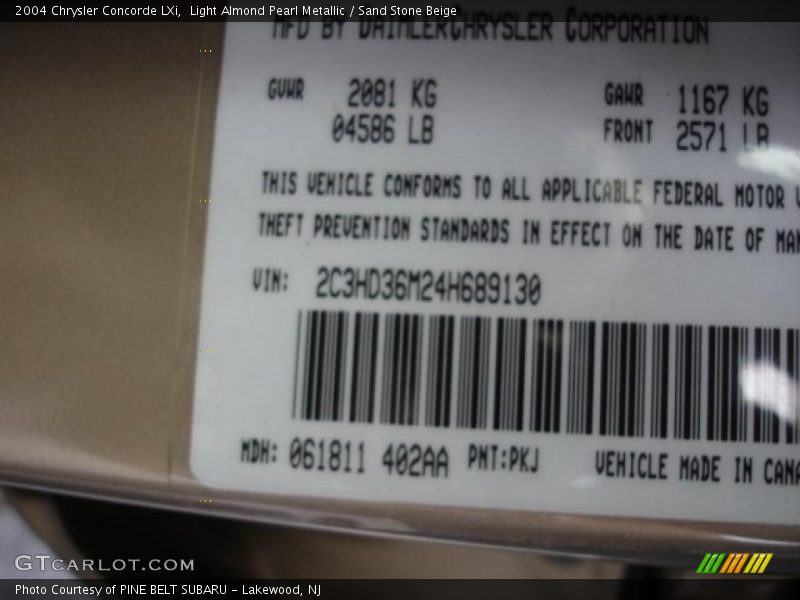 2004 Chrysler Concorde LXi,  Light Almond Pearl Metallic / Sand Stone Beige
MFD BY DAIMLERCHRYSLER CORPORATION
GVWR 2081 KG GAWR 1167 KG
04586 LB FRONT 2571 LB
THIS VEHICLE CONFORMS TO ALL APPLICABLE FEDERAL MOTOR V
THEFT PREVENTION STANDARDS IN EFFECT ON THE DATE OF MAN
VIN: 2C3HD36M24H689130
MDH: 061811 402AA PNT:PKJ VEHICLE MADE IN CANA
GTCARLOT.COM
Photo Courtesy of PINE BELT SUBARU - Lakewood, NJ